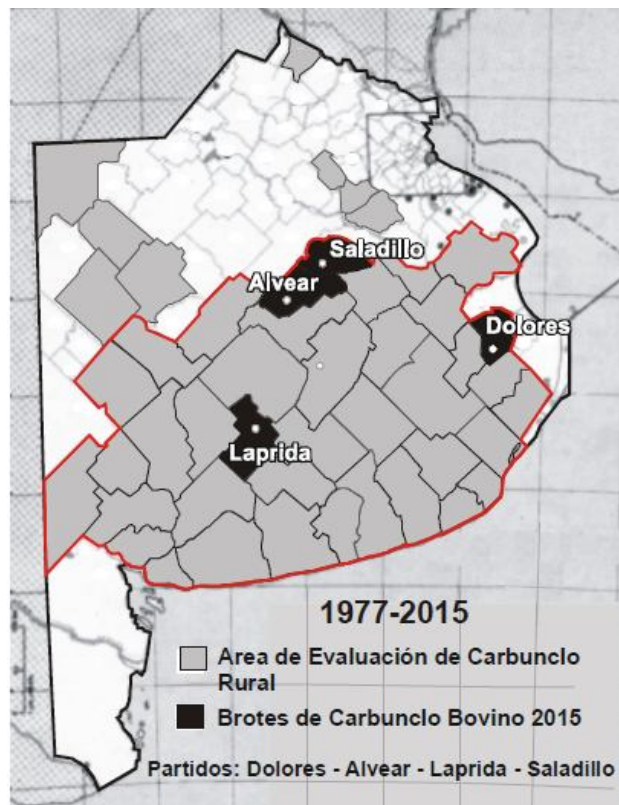 Saladillo
Alvear
Dolores
Laprida
1977-2015
Area de Evaluación de Carbunclo
Rural
Brotes de Carbunclo Bovino 2015
Partidos: Dolores - Alvear - Laprida - Saladillo